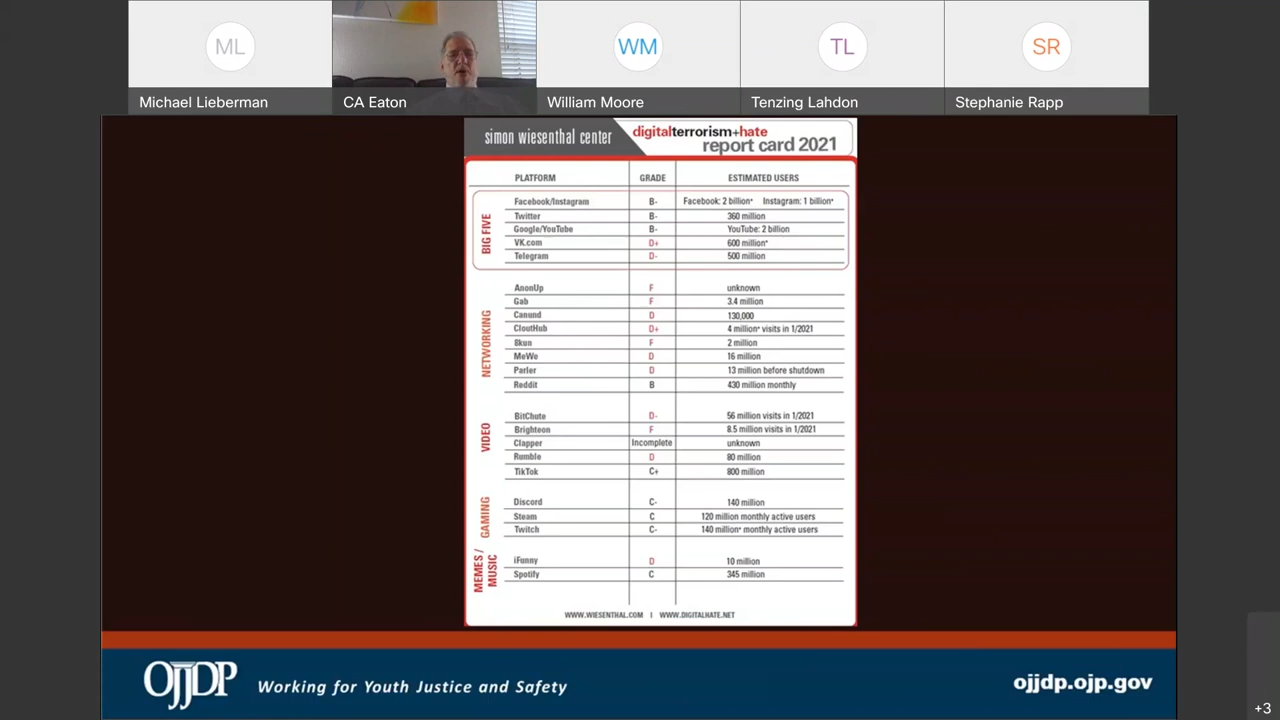 ML
WM
TL
SR
Michael Lieberman
CA Eaton
William Moore
Tenzing Lahdon
Stephanie Rapp
simon wiesenthal center
digitalterrorism+hate
report card 2021
PLATFORM GRADE ESTIMATED USERS
BIG FIVE
Facebook/Instagram B- Facebook: 2 billion+ Instagram: 1 billion+
Twitter B- 360 million
Google/YouTube B- YouTube: 2 billion
VK.com D+ 600 million+
Telegram D- 500 million
NETWORKING
AnonUp F unknown
Gab F 3.4 million
Canund D 130,000
CloutHub D+ 4 million+ visits in 1/2021
8kun F 2 million
MeWe D 16 million
Parler D 13 million before shutdown
Reddit B 430 million monthly
VIDEO
BitChute D- 56 million visits in 1/2021
Brighteon F 8.5 million visits in 1/2021
Clapper Incomplete unknown
Rumble D 80 million
TikTok C+ 800 million
GAMING
Discord C- 140 million
Steam C 120 million monthly active users
Twitch C- 140 million+ monthly active users
MEMES /
MUSIC
iFunny D 10 million
Spotify C 345 million
WWW.WIESENTHAL.COM | WWW.DIGITALHATE.NET
OJJDP
Working for Youth Justice and Safety
ojjdp.ojp.gov
+3